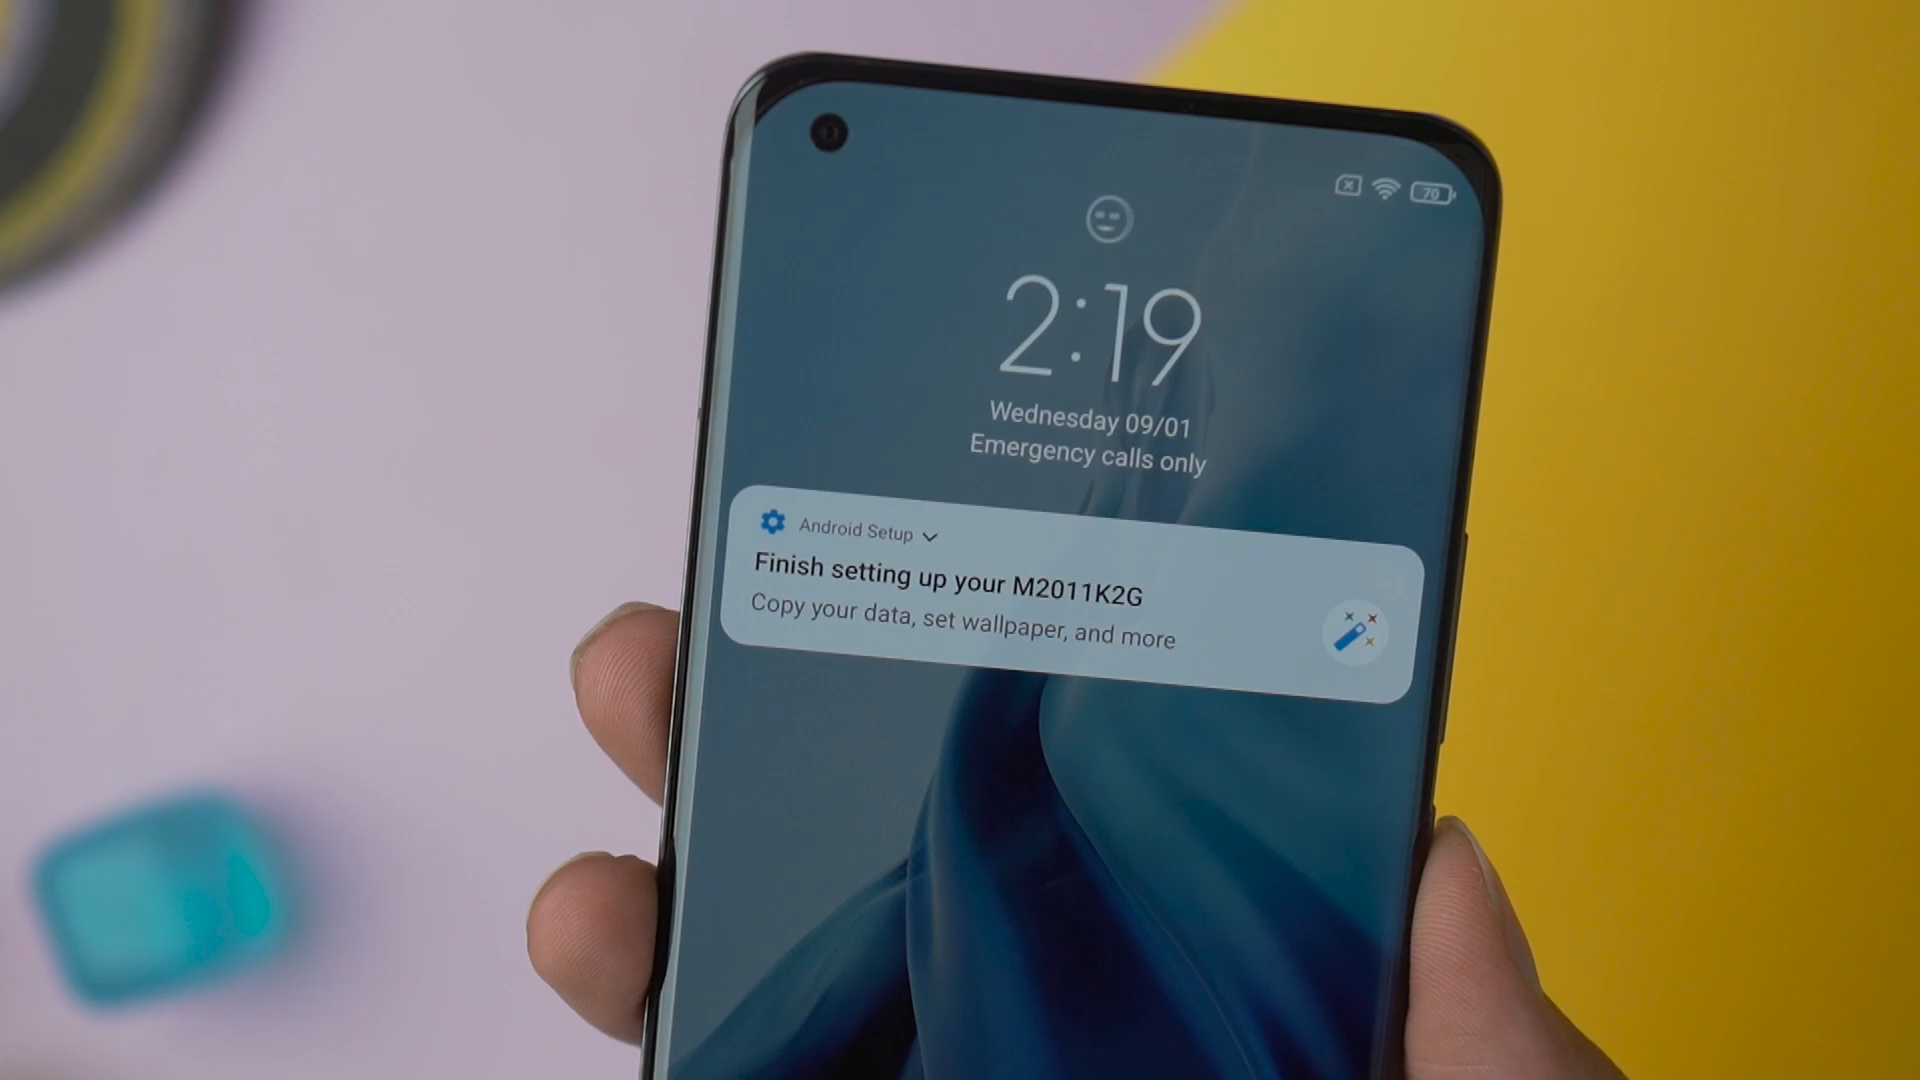 70
2:19
Wednesday 09/01
Emergency calls only
Android Setup
Finish setting up your M2011K2G
Copy your data, set wallpaper, and more